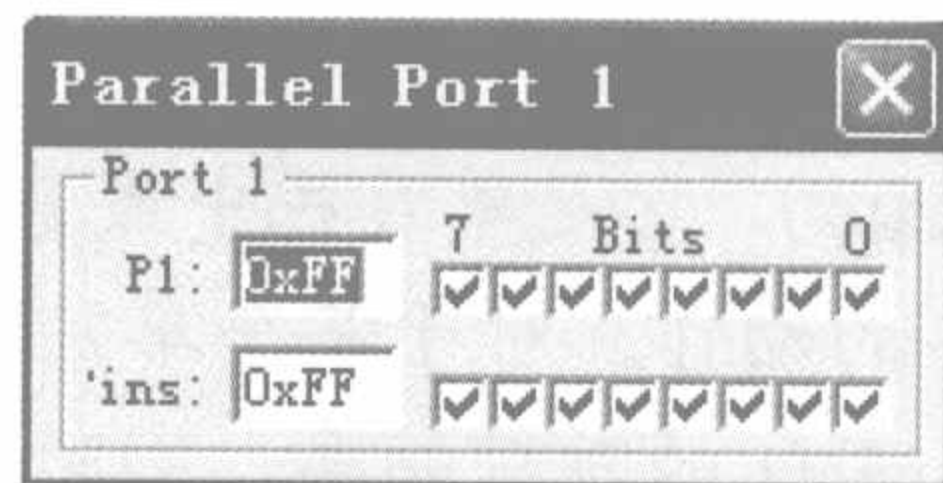 Parallel Port 1
Port 1
7 Bits 0
P1: 0xFF
'ins: 0xFF